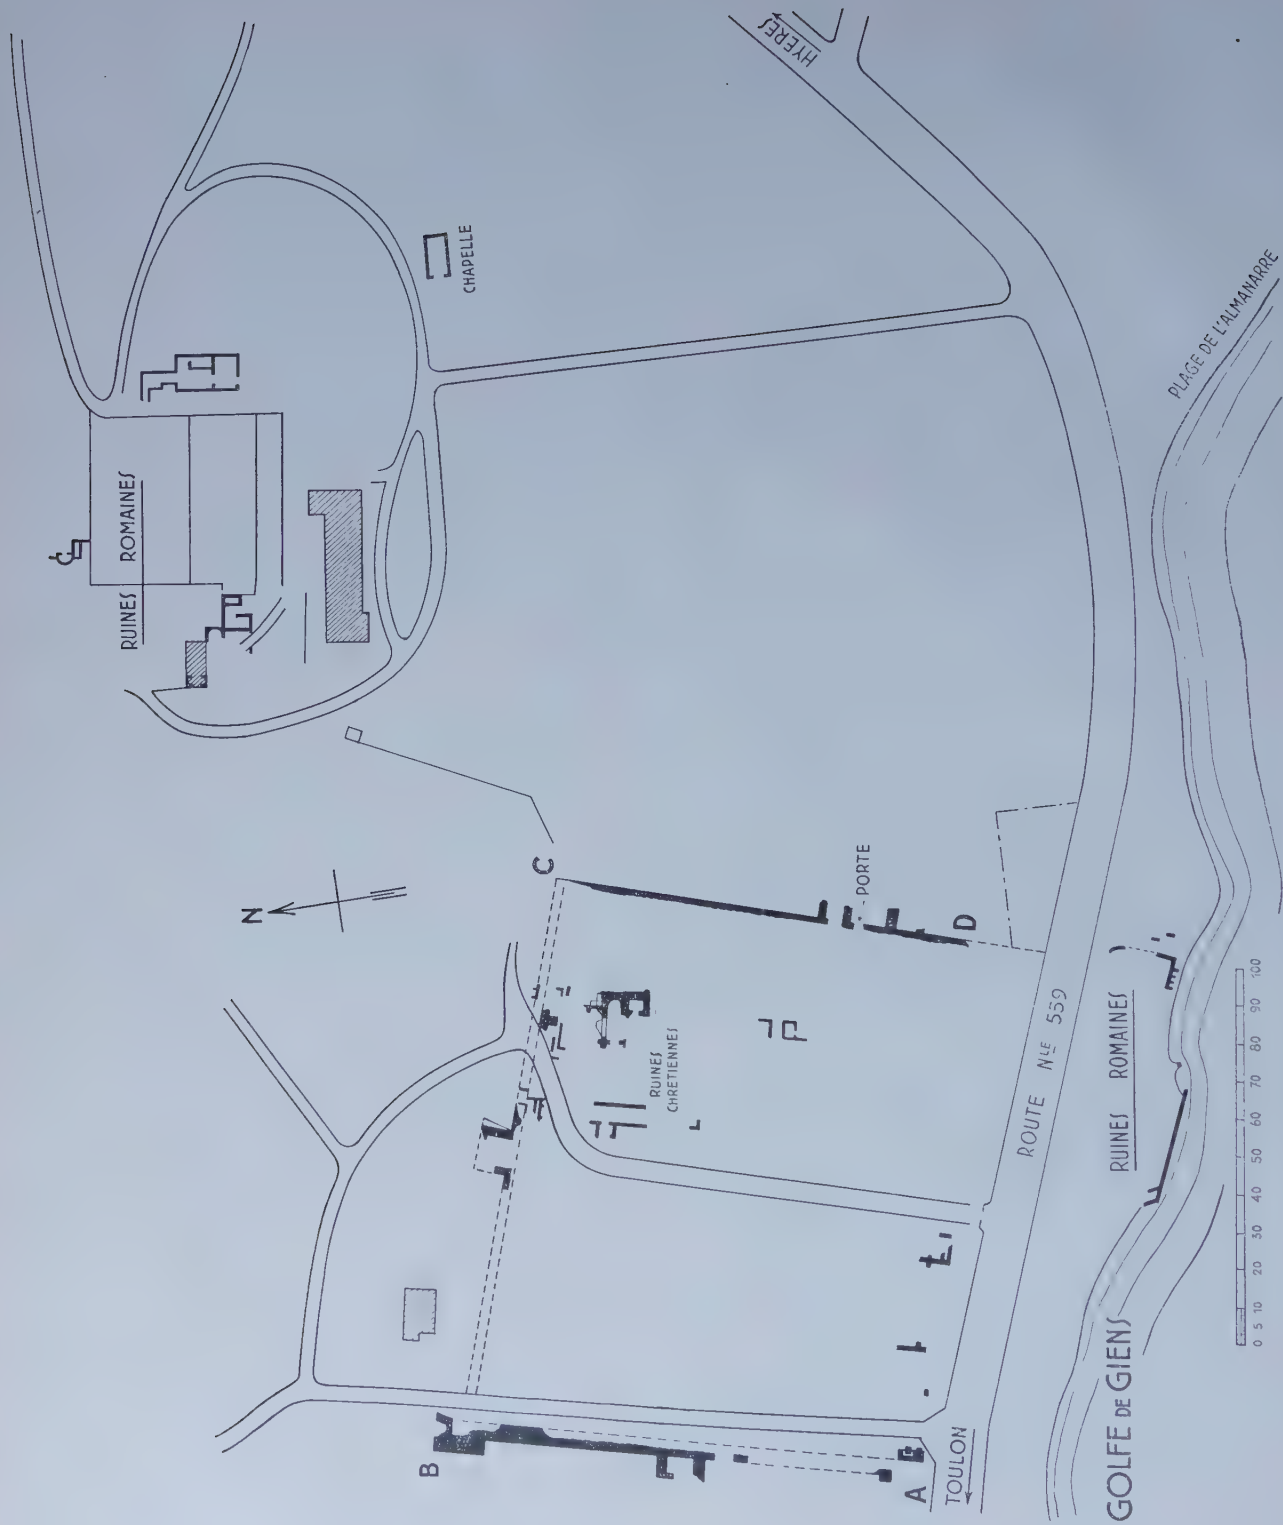 HYÈRES
RUINES ROMAINES
CHAPELLE
N
C
PORTE
D
RUINES
CHRETIENNES
B
A
TOULON
ROUTE NLE 559
RUINES ROMAINES
PLAGE DE L'ALMANARRE
GOLFE DE GIENS
0 5 10 20 30 40 50 60 70 80 90 100